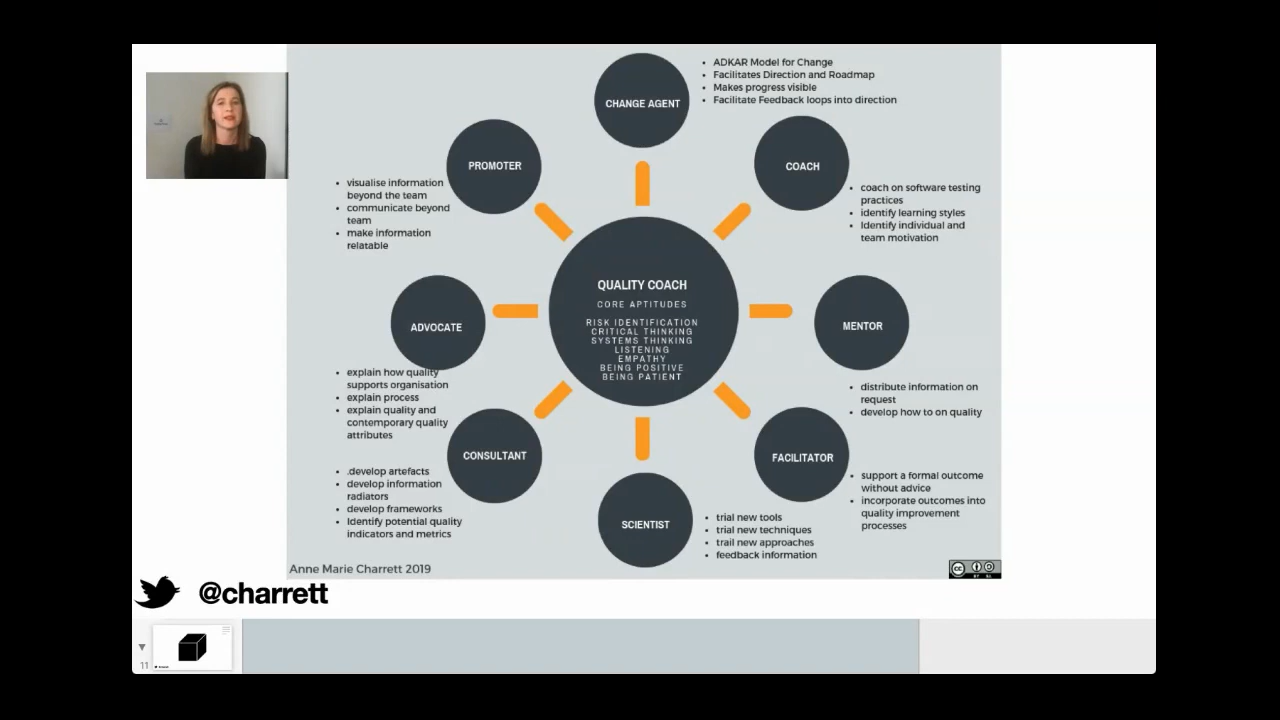 CHANGE AGENT
• ADKAR Model for Change
• Facilitates Direction and Roadmap
• Makes progress visible
• Facilitate Feedback loops into direction
PROMOTER
• visualise information
beyond the team
• communicate beyond
team
• make information
relatable
COACH
• coach on software testing
practices
• identify learning styles
• Identify individual and
team motivation
QUALITY COACH
CORE APTITUDES
RISK IDENTIFICATION
CRITICAL THINKING
SYSTEMS THINKING
LISTENING
EMPATHY
BEING POSITIVE
BEING PATIENT
ADVOCATE
• explain how quality
supports organisation
• explain process
• explain quality and
contemporary quality
attributes
MENTOR
• distribute information on
request
• develop how to on quality
CONSULTANT
• .develop artefacts
• develop information
radiators
• develop frameworks
• Identify potential quality
indicators and metrics
FACILITATOR
• support a formal outcome
without advice
• incorporate outcomes into
quality improvement
processes
SCIENTIST
• trial new tools
• trial new techniques
• trail new approaches
• feedback information
Anne Marie Charrett 2019
CC
@charrett
11